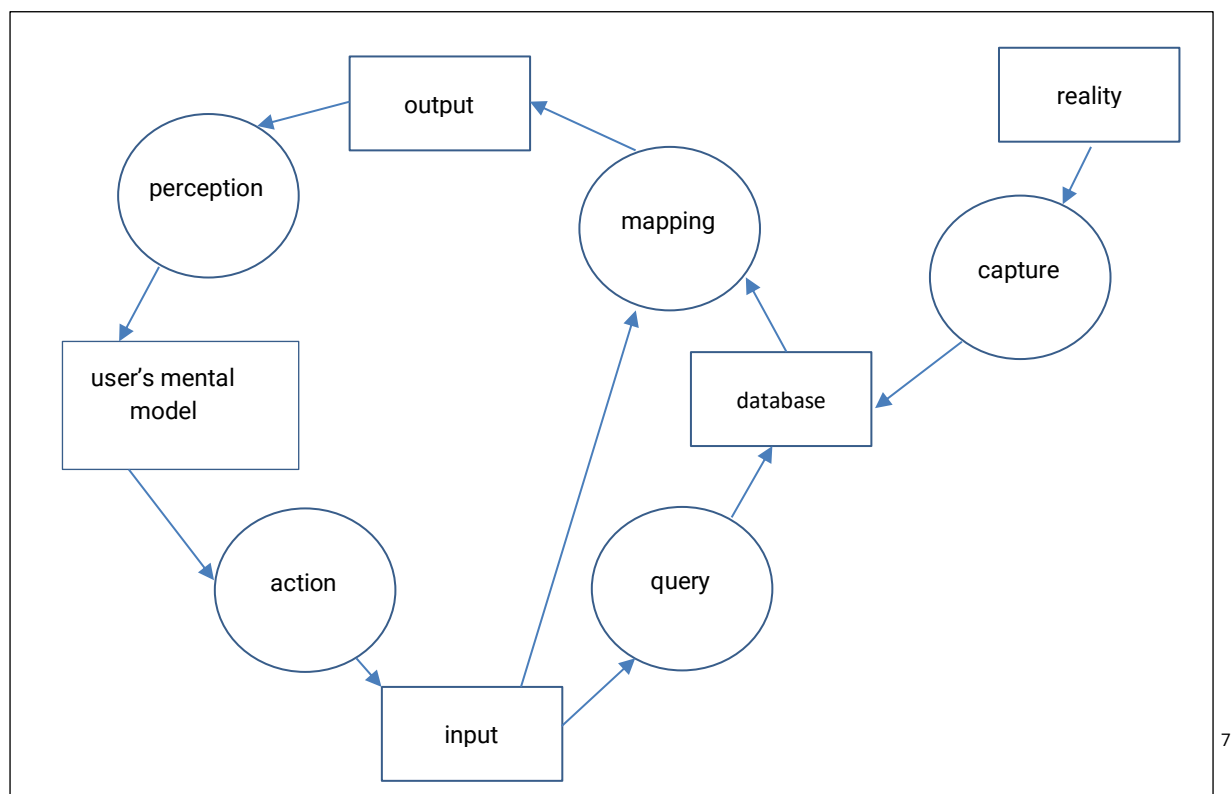 output
reality
perception
mapping
capture
user's mental
model
database
action
query
input
7